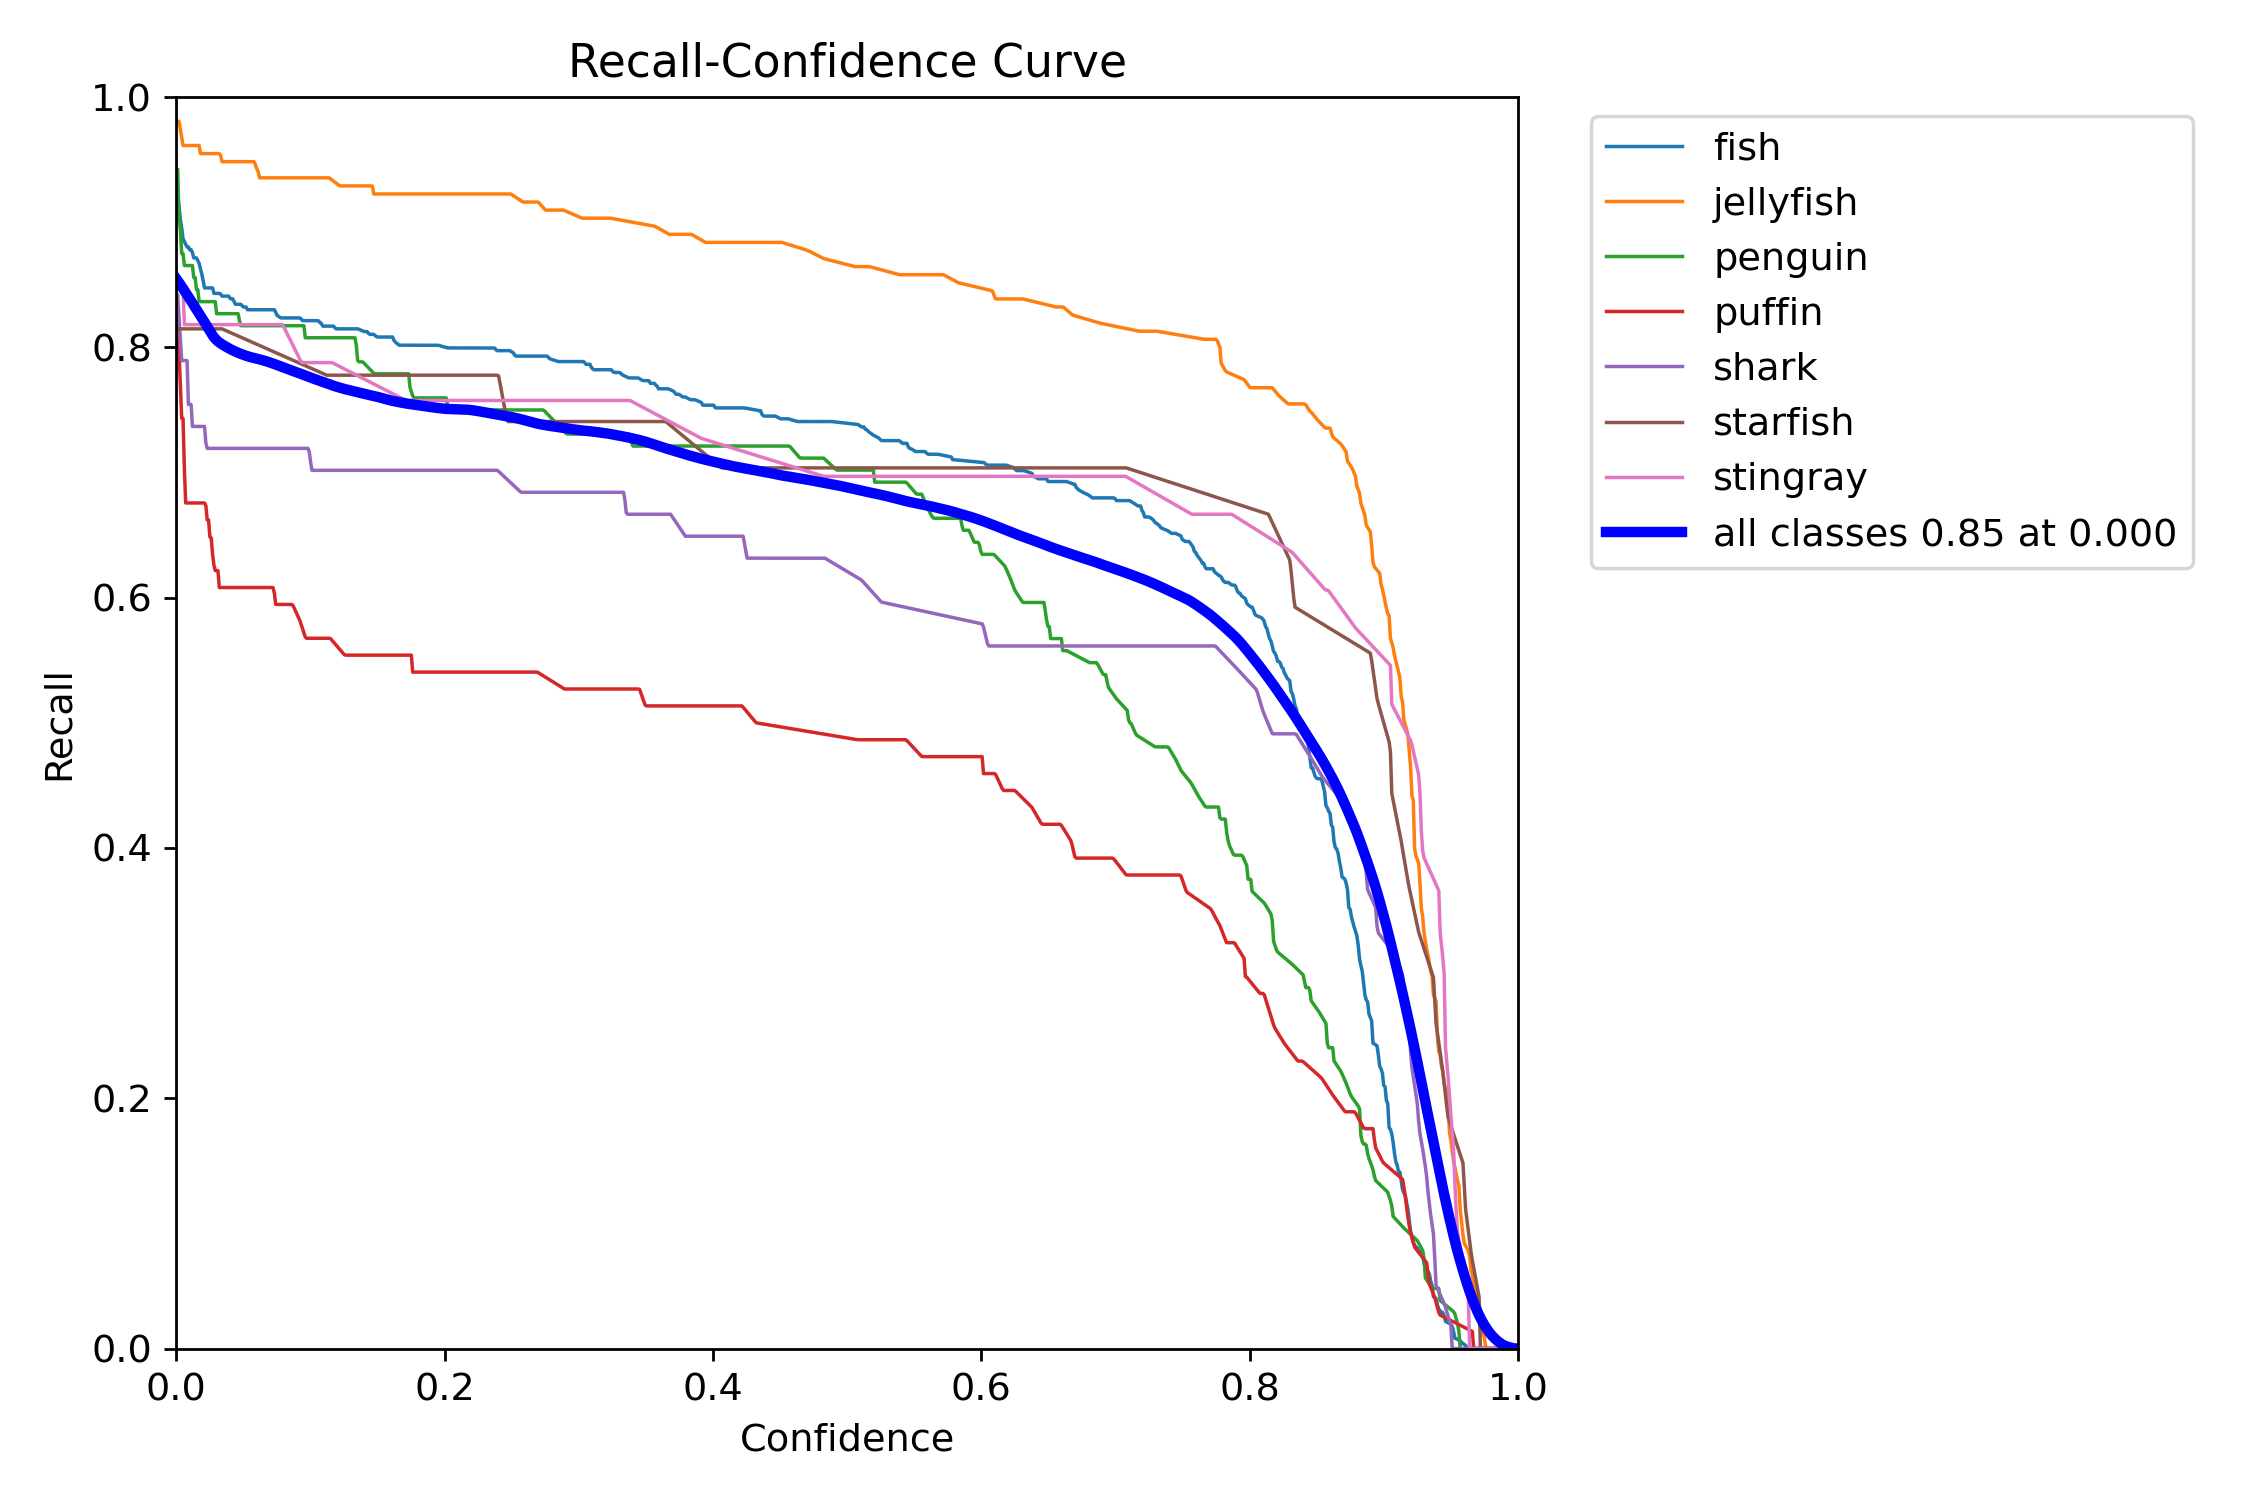 Recall-Confidence Curve
1.0
0.8
0.6
0.4
0.2
0.0
Recall
0.0 0.2 0.4 0.6 0.8 1.0
Confidence
fish
jellyfish
penguin
puffin
shark
starfish
stingray
all classes 0.85 at 0.000